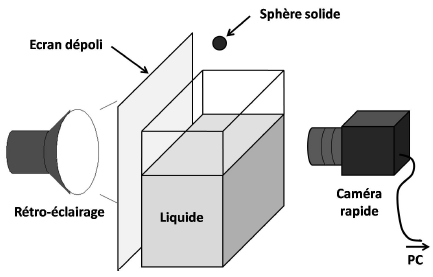 Sphère solide
Ecran dépoli
Rétro-éclairage
Liquide
Caméra
rapide
PC